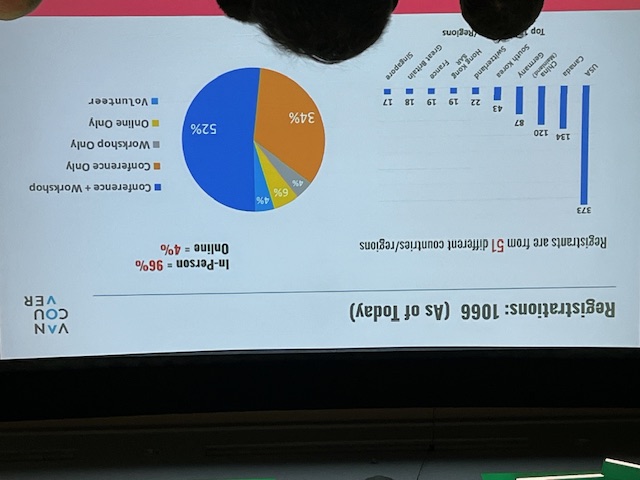 Registrations: 1066 (As of Today)
VAN
COU
VER
In-Person = 96%
Online = 4%
Registrants are from 51 different countries/regions
373
134
120
87
43
22
19
19
18
17
USA
Canada
China
(Mainland)
Germany
South Korea
Switzerland
Hong Kong
SAR
France
Great Britain
Singapore
Top
/Regions
4%
6%
4%
34%
52%
Conference + Workshop
Conference Only
Workshop Only
Online Only
Volunteer